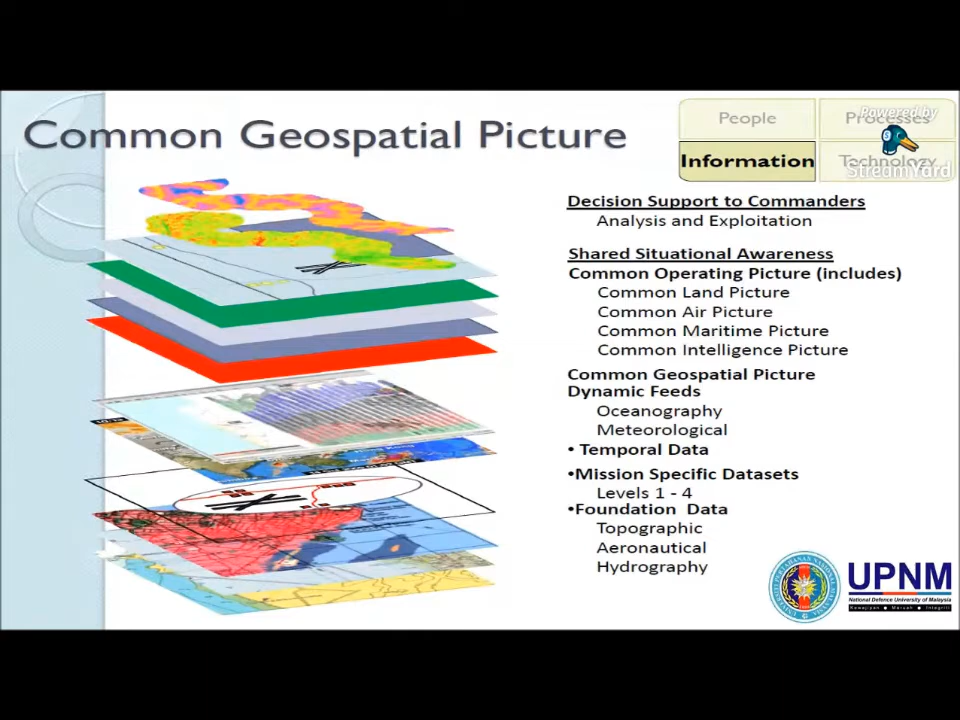 Common Geospatial Picture
People
Processes
Information
Technology
Powered by
StreamYard
Decision Support to Commanders
Analysis and Exploitation
Shared Situational Awareness
Common Operating Picture (includes)
Common Land Picture
Common Air Picture
Common Maritime Picture
Common Intelligence Picture
Common Geospatial Picture
Dynamic Feeds
Oceanography
Meteorological
• Temporal Data
•Mission Specific Datasets
Levels 1 - 4
•Foundation Data
Topographic
Aeronautical
Hydrography
UPNM
National Defence University of Malaysia
Kewajipan ■ Maruah ■ Integriti